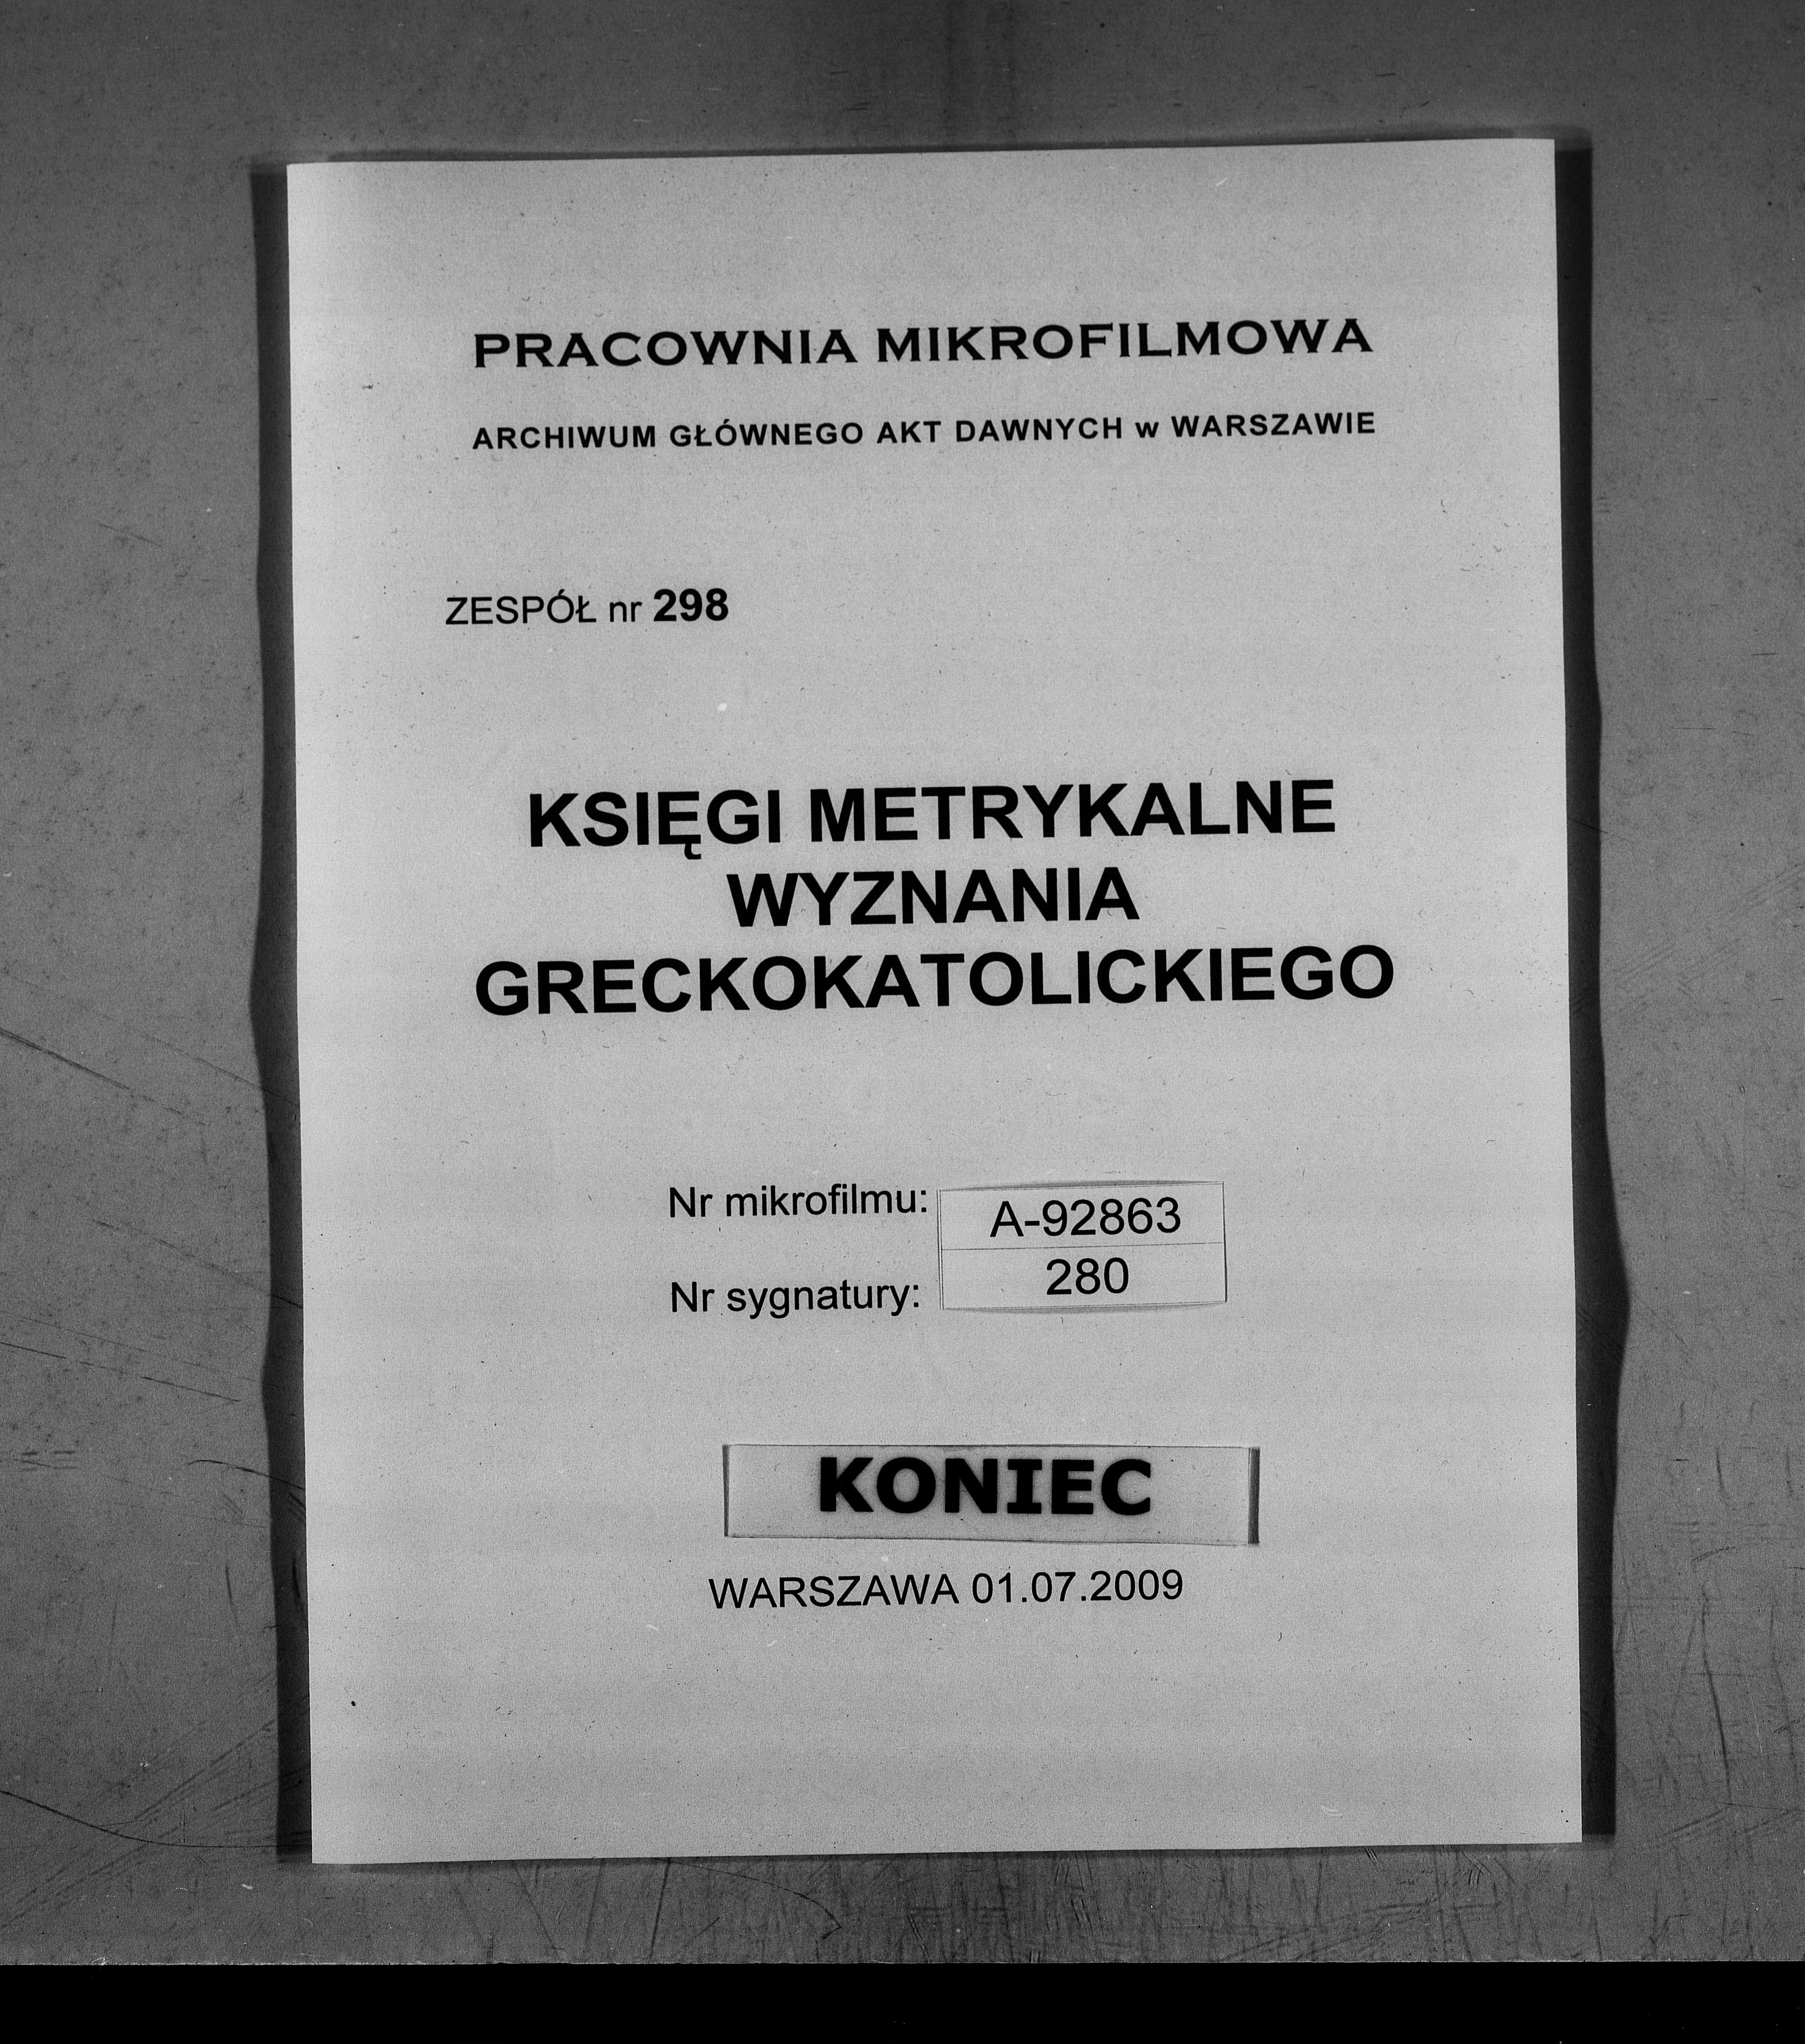 PRACOWNIA MIKROFILMOWA
ARCHIWUM GŁÓWNEGO AKT DAWNYCH w WARSZAWIE
ZESPÓŁ nr 298
KSIĘGI METRYKALNE
WYZNANIA
GRECKOKATOLICKIEGO
Nr mikrofilmu: A-92863
Nr sygnatury: 280
KONIEC
WARSZAWA 01.07.2009